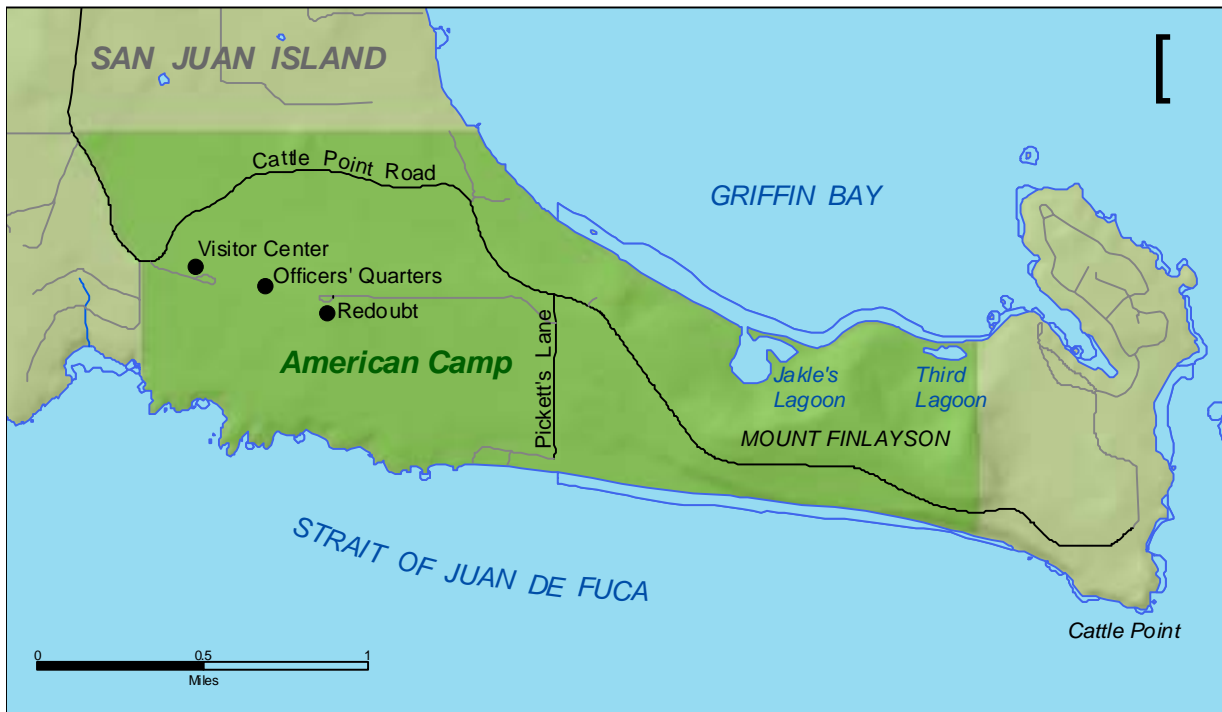 SAN JUAN ISLAND
[
Cattle Point Road
GRIFFIN BAY
Visitor Center
Officers' Quarters
Redoubt
American Camp
Pickett's Lane
Jakle's
Lagoon
Third
Lagoon
MOUNT FINLAYSON
STRAIT OF JUAN DE FUCA
Cattle Point
0 0.5 1
Miles